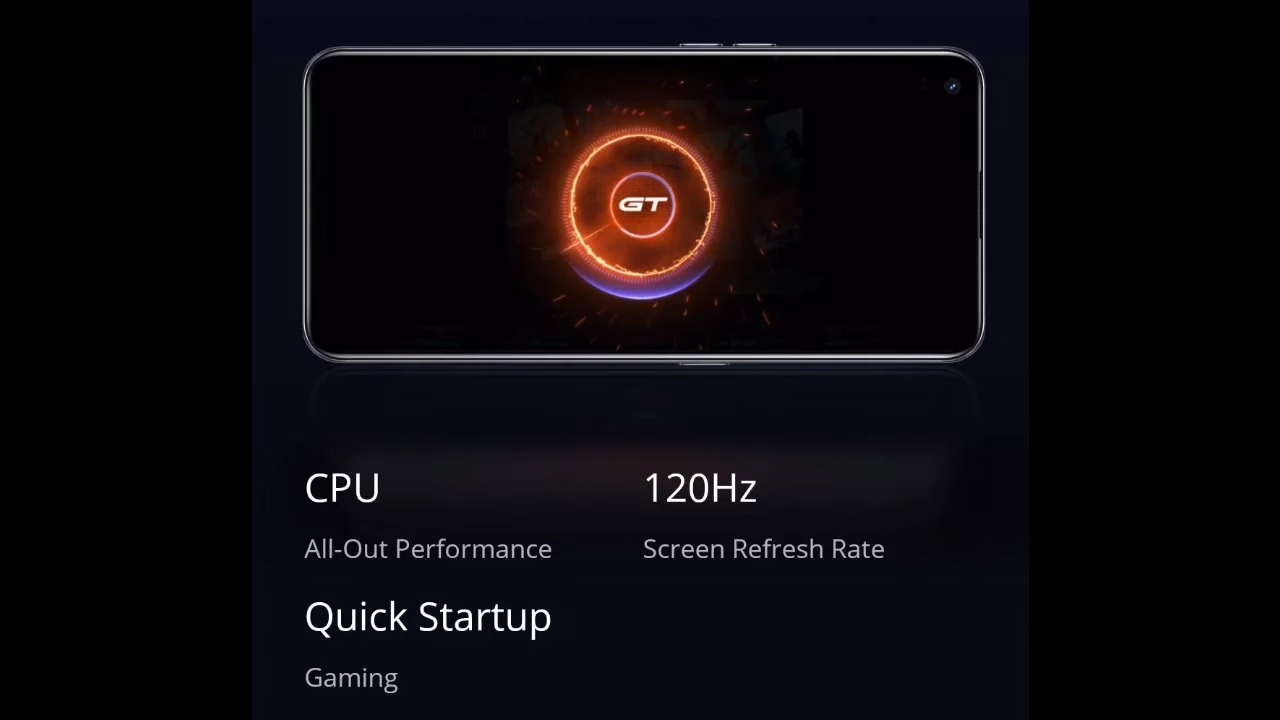 GT
CPU
120Hz
All-Out Performance
Screen Refresh Rate
Quick Startup
Gaming